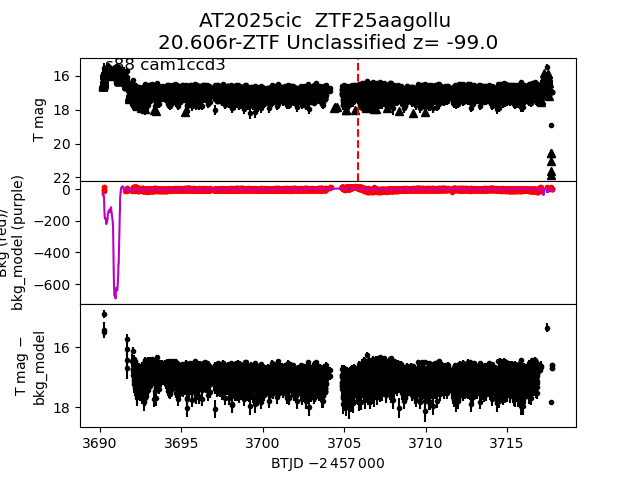 AT2025cic  ZTF25aagollu
20.606r-ZTF Unclassified z= -99.0
s88 cam1ccd3
T mag
16
18
20
22
Bkg (red)/
bkg_model (purple)
0
−200
−400
−600
T mag −
bkg_model
16
18
3690
3695
3700
3705
3710
3715
BTJD −2 457 000